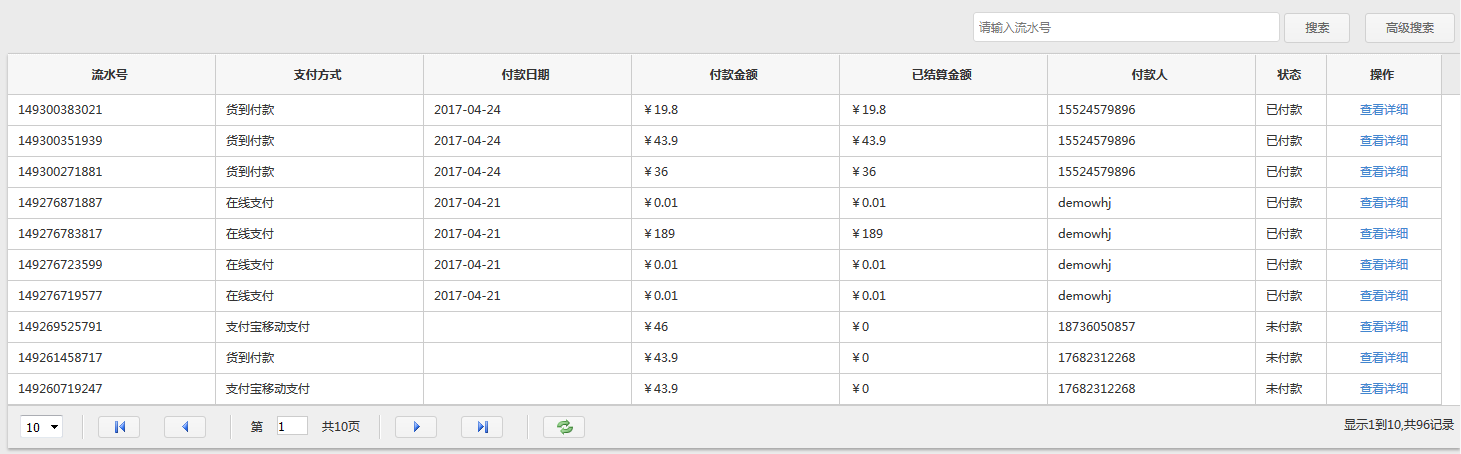 请输入流水号 搜索 高级搜索
流水号 支付方式 付款日期 付款金额 已结算金额 付款人 状态 操作
149300383021 货到付款 2017-04-24 ￥19.8 ￥19.8 15524579896 已付款 查看详细
149300351939 货到付款 2017-04-24 ￥43.9 ￥43.9 15524579896 已付款 查看详细
149300271881 货到付款 2017-04-24 ￥36 ￥36 15524579896 已付款 查看详细
149276871887 在线支付 2017-04-21 ￥0.01 ￥0.01 demowhj 已付款 查看详细
149276783817 在线支付 2017-04-21 ￥189 ￥189 demowhj 已付款 查看详细
149276723599 在线支付 2017-04-21 ￥0.01 ￥0.01 demowhj 已付款 查看详细
149276719577 在线支付 2017-04-21 ￥0.01 ￥0.01 demowhj 已付款 查看详细
149269525791 支付宝移动支付 ￥46 ￥0 18736050857 未付款 查看详细
149261458717 货到付款 ￥43.9 ￥0 17682312268 未付款 查看详细
149260719247 支付宝移动支付 ￥43.9 ￥0 17682312268 未付款 查看详细
10 第 1 共10页 显示1到10,共96记录